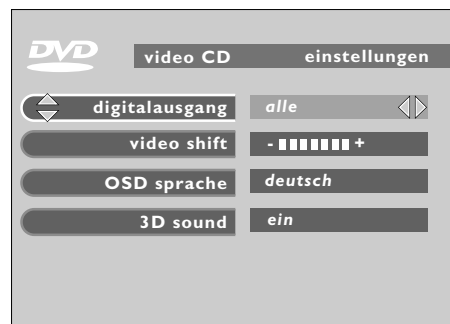 DVD
video CD einstellungen
digitalausgang alle
video shift - +
OSD sprache deutsch
3D sound ein